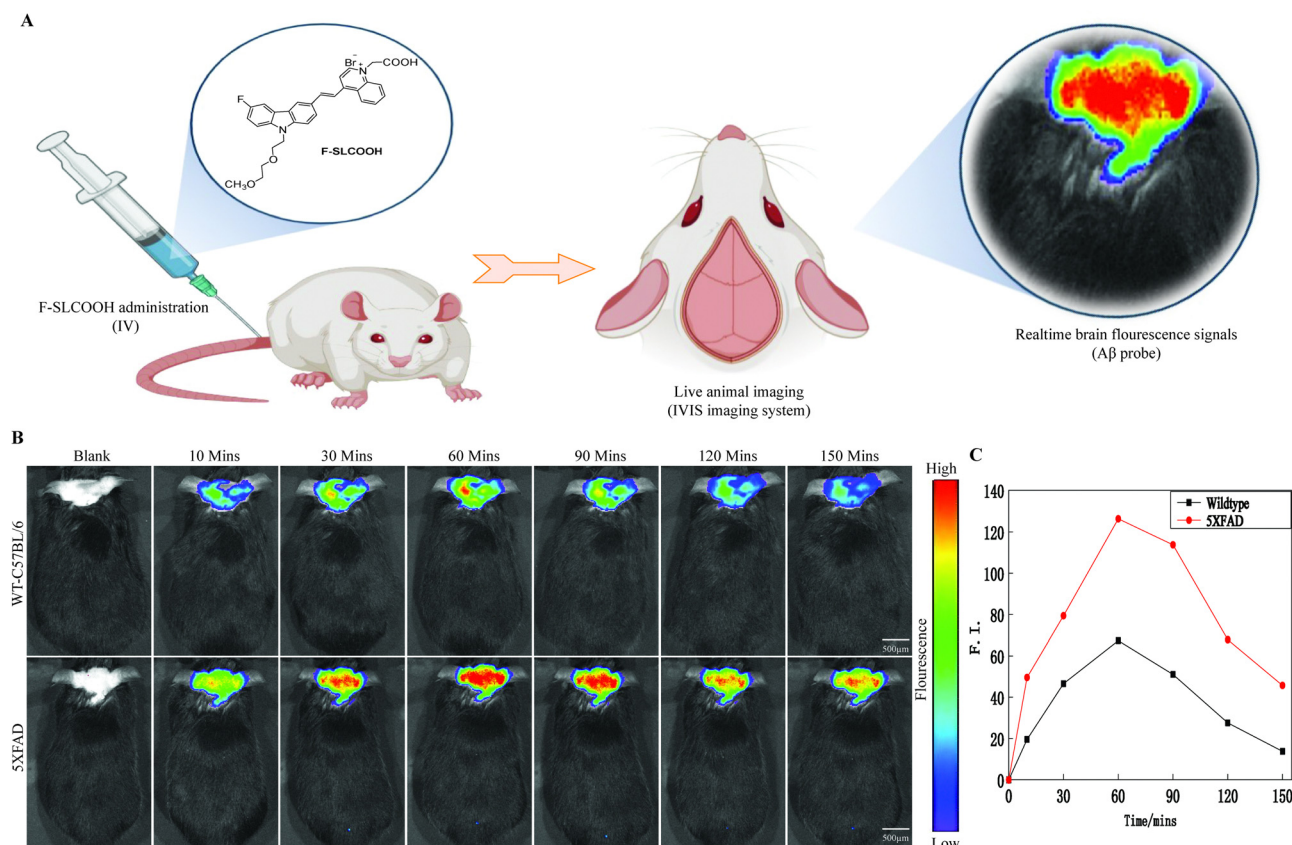 A
Br⁻
N⁺
COOH
F
N
O
O
CH₃
F-SLCOOH
F-SLCOOH administration
(IV)
Live animal imaging
(IVIS imaging system)
Realtime brain flourescence signals
(Aβ probe)
B
Blank
10 Mins
30 Mins
60 Mins
90 Mins
120 Mins
150 Mins
WT-C57BL/6
500μm
5XFAD
500μm
High
Flourescence
Low
C
Wildtype
5XFAD
F. I.
140
120
100
80
60
40
20
0
0 30 60 90 120 150
Time/mins